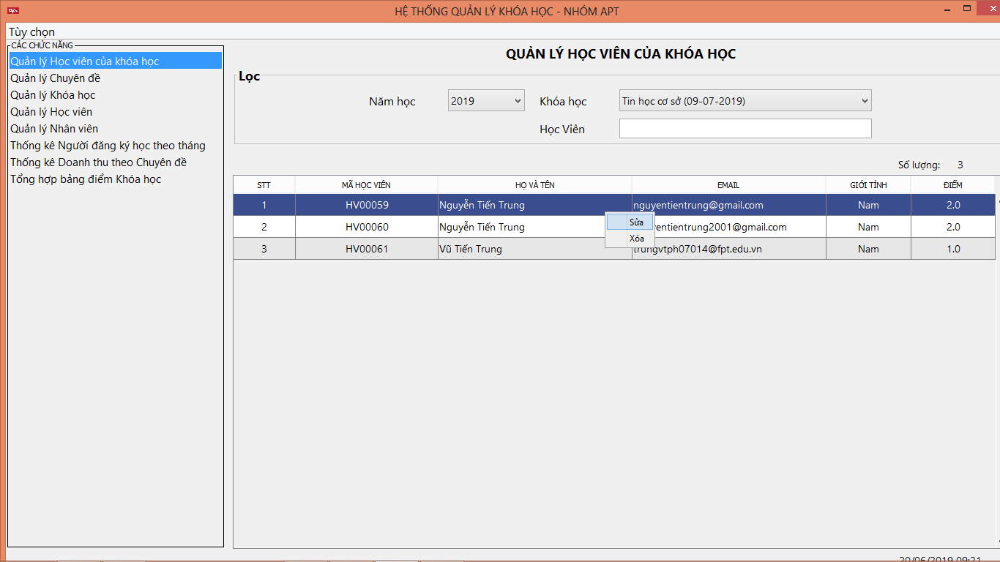 apt
HỆ THỐNG QUẢN LÝ KHÓA HỌC - NHÓM APT
Tùy chọn
CÁC CHỨC NĂNG
Quản lý Học viên của khóa học
Quản lý Chuyên đề
Quản lý Khóa học
Quản lý Học viên
Quản lý Nhân viên
Thống kê Người đăng ký học theo tháng
Thống kê Doanh thu theo Chuyên đề
Tổng hợp bảng điểm Khóa học
QUẢN LÝ HỌC VIÊN CỦA KHÓA HỌC
Lọc
Năm học 2019 Khóa học Tin học cơ sở (09-07-2019)
Học Viên
Số lượng: 3
STT MÃ HỌC VIÊN HỌ VÀ TÊN EMAIL GIỚI TÍNH ĐIỂM
1 HV00059 Nguyễn Tiến Trung nguyentientrung@gmail.com Nam 2.0
2 HV00060 Nguyễn Tiến Trung yentientrung2001@gmail.com Nam 2.0
3 HV00061 Vũ Tiến Trung trungvtph07014@fpt.edu.vn Nam 1.0
Sửa
Xóa
20/06/2019 09:21